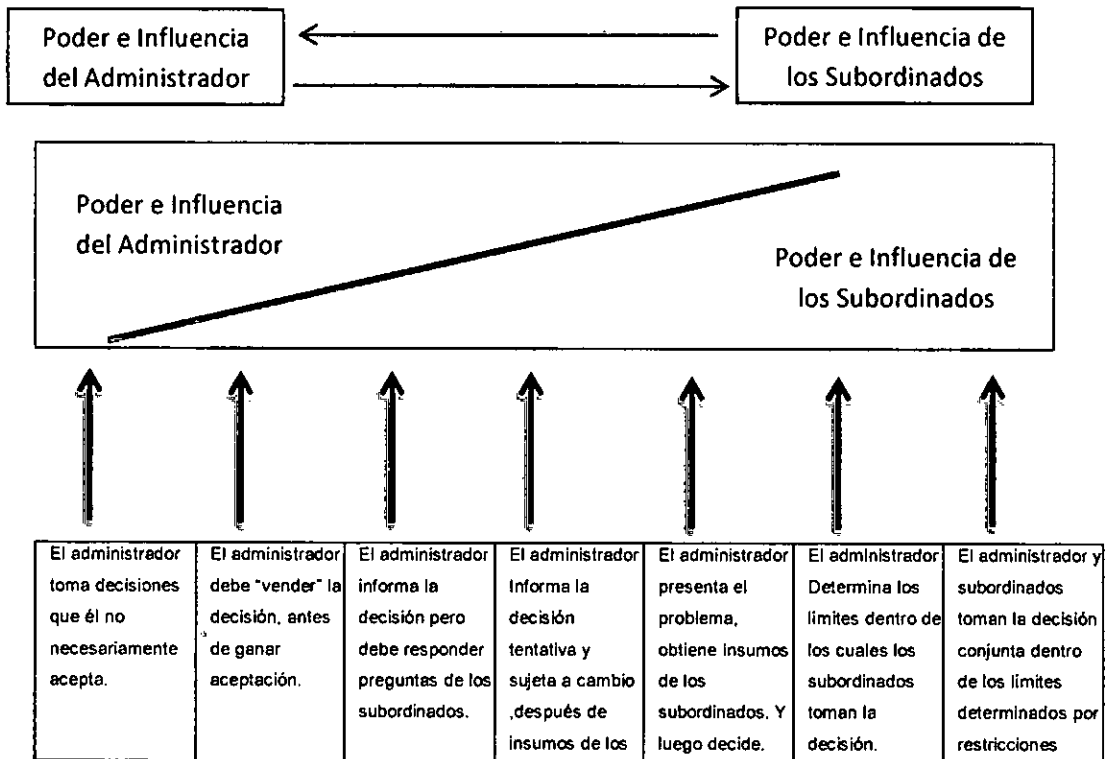 Poder e Influencia
del Administrador
Poder e Influencia de
los Subordinados
Poder e Influencia
del Administrador
Poder e Influencia de
los Subordinados
El administrador
toma decisiones
que él no
necesariamente
acepta.
El administrador
debe "vender" la
decisión, antes
de ganar
aceptación.
El administrador
informa la
decisión pero
debe responder
preguntas de los
subordinados.
El administrador
Informa la
decisión
tentativa y
sujeta a cambio
,después de
insumos de los
El administrador
presenta el
problema,
obtiene insumos
de los
subordinados. Y
luego decide.
El administrador
Determina los
limites dentro de
los cuales los
subordinados
toman la
decisión.
El administrador y
subordinados
toman la decisión
conjunta dentro
de los limites
determinados por
restricciones